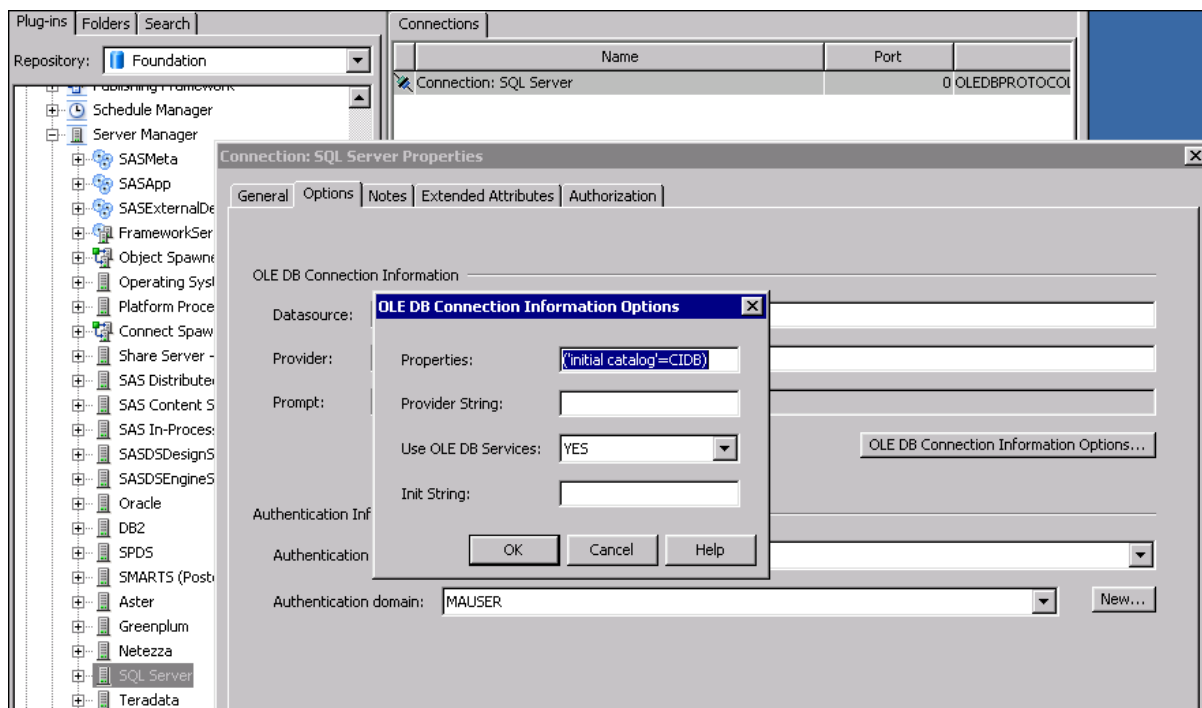 Plug-ins Folders Search
Repository: Foundation
Publishing Framework
Schedule Manager
Server Manager
SASMeta
SASApp
SASExternalDe
FrameworkSer
Object Spawne
Operating Sys
Platform Proce
Connect Spaw
Share Server -
SAS Distribute
SAS Content S
SAS In-Proces
SASDSDesignS
SASDSEngineS
Oracle
DB2
SPDS
SMARTS (Post
Aster
Greenplum
Netezza
SQL Server
Teradata
Connections
Name Port
Connection: SQL Server 0 OLEDBPROTOCOL
Connection: SQL Server Properties
General Options Notes Extended Attributes Authorization
OLE DB Connection Information
Datasource:
Provider:
Prompt:
OLE DB Connection Information Options...
Authentication Inf
Authentication
Authentication domain: MAUSER New...
OLE DB Connection Information Options
Properties: ('initial catalog'=CIDB)
Provider String:
Use OLE DB Services: YES
Init String:
OK Cancel Help